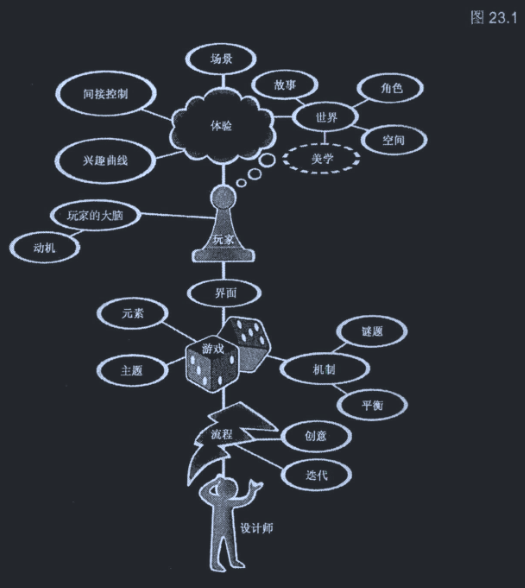 图 23.1
场景
间接控制
故事
角色
体验
世界
空间
兴趣曲线
美学
玩家的大脑
玩家
动机
界面
元素
谜题
游戏
主题
机制
平衡
流程
创意
迭代
设计师